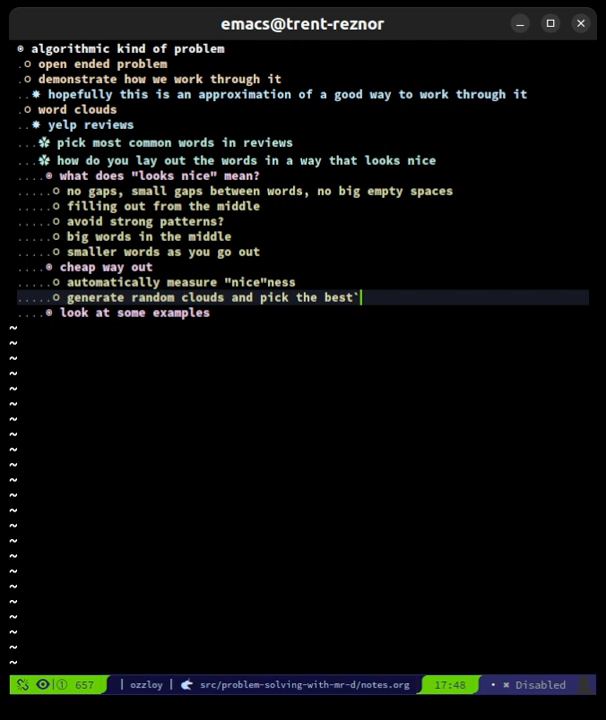 emacs@trent-reznor
algorithmic kind of problem
open ended problem
demonstrate how we work through it
hopefully this is an approximation of a good way to work through it
word clouds
yelp reviews
pick most common words in reviews
how do you lay out the words in a way that looks nice
what does "looks nice" mean?
no gaps, small gaps between words, no big empty spaces
filling out from the middle
avoid strong patterns?
big words in the middle
smaller words as you go out
cheap way out
automatically measure "nice"ness
generate random clouds and pick the best`
look at some examples
① 657 | ozzloy | src/problem-solving-with-mr-d/notes.org 17:48 • ✖ Disabled